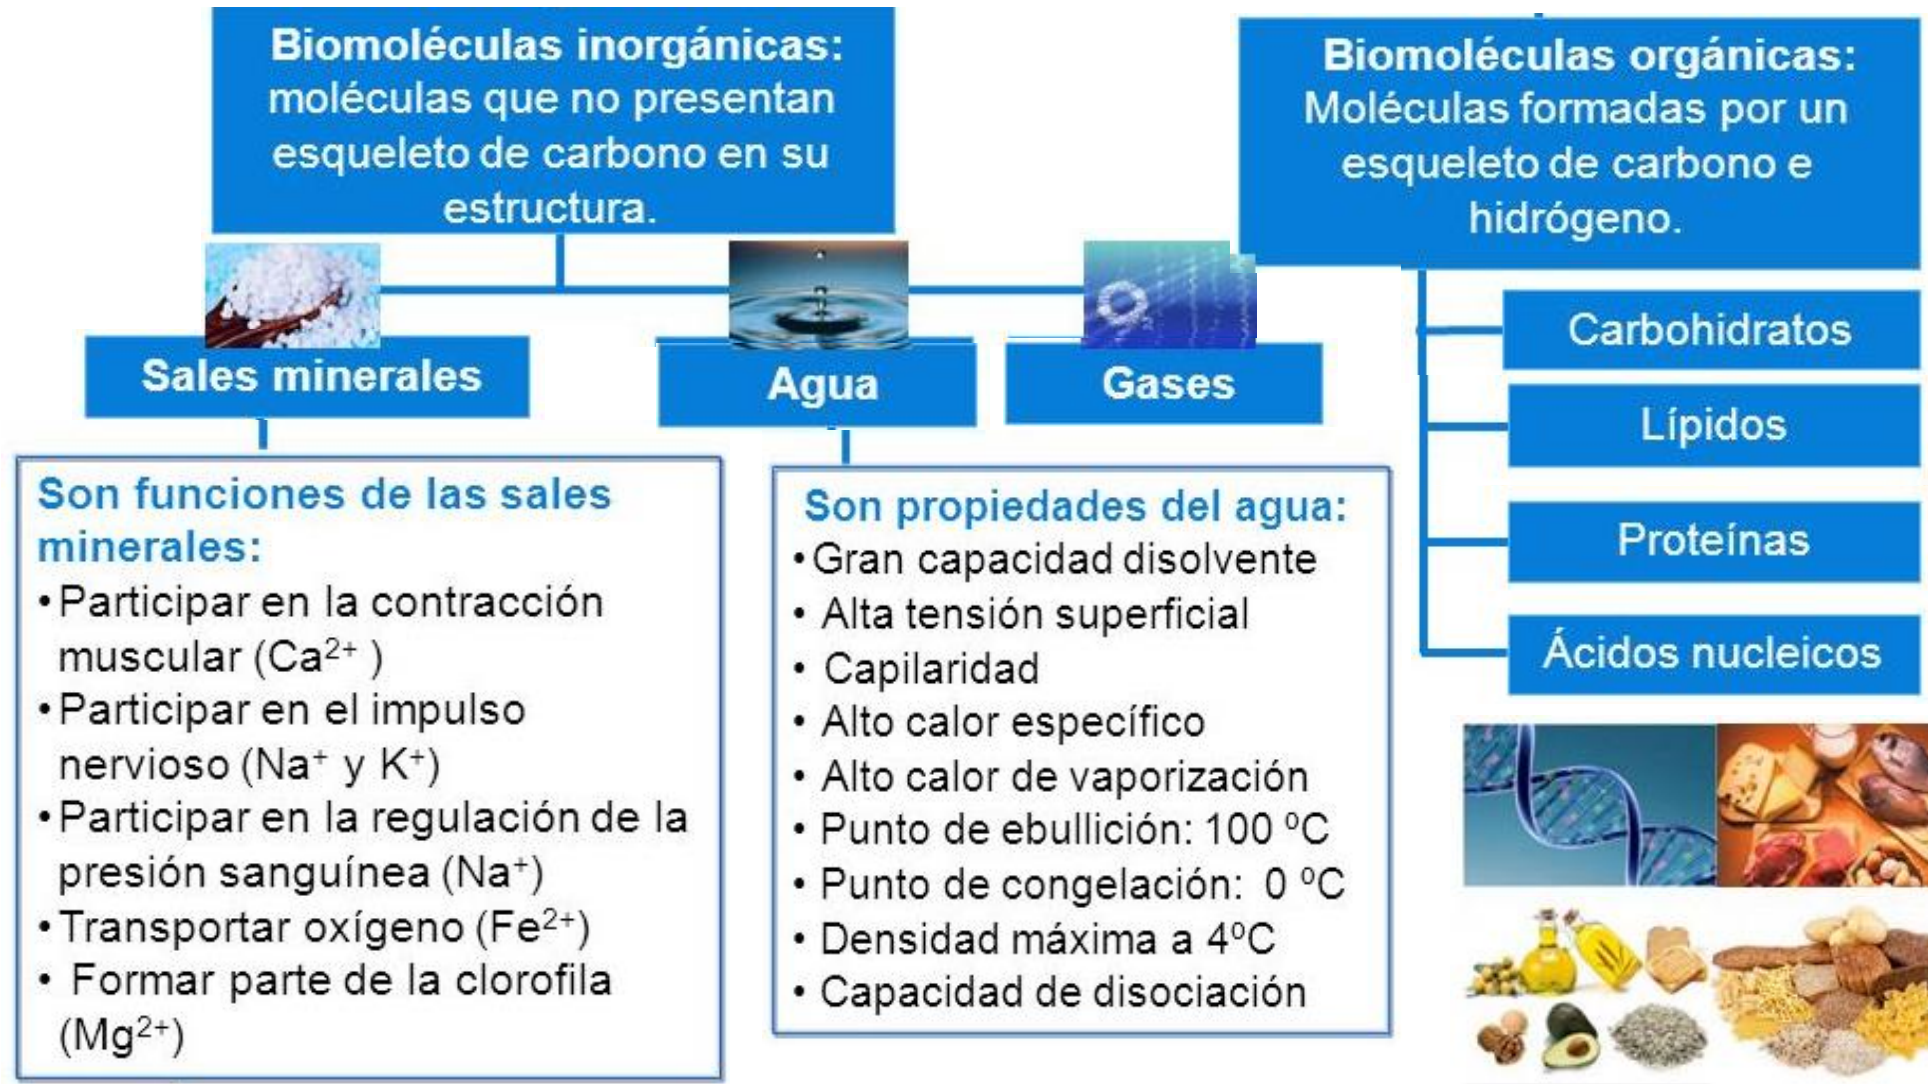 Biomoléculas inorgánicas:
moléculas que no presentan
esqueleto de carbono en su
estructura.
Biomoléculas orgánicas:
Moléculas formadas por un
esqueleto de carbono e
hidrógeno.
Sales minerales
Agua
Gases
Carbohidratos
Lípidos
Proteínas
Ácidos nucleicos
Son funciones de las sales
minerales:
•Participar en la contracción
muscular (Ca²⁺ )
•Participar en el impulso
nervioso (Na⁺ y K⁺)
•Participar en la regulación de la
presión sanguínea (Na⁺)
•Transportar oxígeno (Fe²⁺)
• Formar parte de la clorofila
(Mg²⁺)
Son propiedades del agua:
•Gran capacidad disolvente
• Alta tensión superficial
• Capilaridad
• Alto calor específico
• Alto calor de vaporización
• Punto de ebullición: 100 ºC
• Punto de congelación: 0 ºC
• Densidad máxima a 4ºC
• Capacidad de disociación